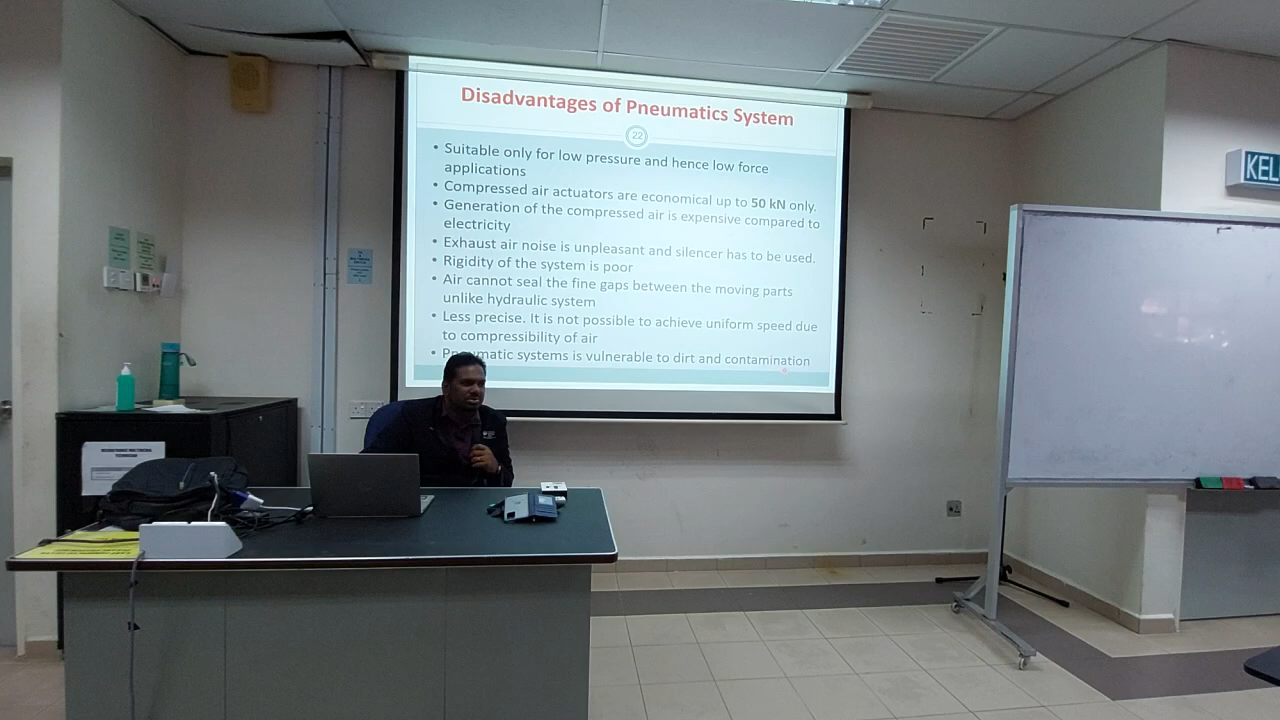 Disadvantages of Pneumatics System
22
• Suitable only for low pressure and hence low force
applications
• Compressed air actuators are economical up to 50 kN only.
• Generation of the compressed air is expensive compared to
electricity
• Exhaust air noise is unpleasant and silencer has to be used.
• Rigidity of the system is poor
• Air cannot seal the fine gaps between the moving parts
unlike hydraulic system
• Less precise. It is not possible to achieve uniform speed due
to compressibility of air
• Pneumatic systems is vulnerable to dirt and contamination
KEL